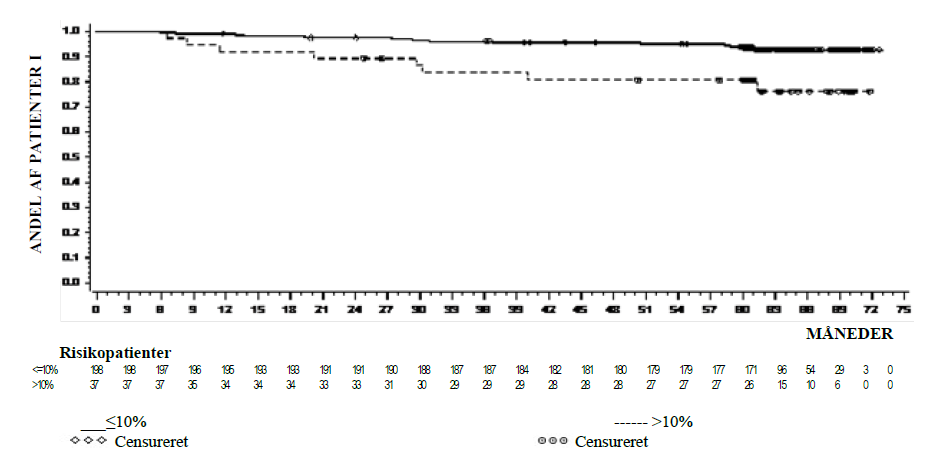 ANDEL AF PATIENTER I
1.0
0.9
0.8
0.7
0.6
0.5
0.4
0.3
0.2
0.1
0.0
0 3 6 9 12 15 18 21 24 27 30 33 36 39 42 45 48 51 54 57 60 63 66 69 72 75
MÅNEDER
Risikopatienter
<=10% 198 198 197 196 195 193 193 191 191 190 188 187 187 184 182 181 180 179 179 177 171 96 54 29 3 0
>10% 37 37 37 35 34 34 34 33 33 31 30 29 29 29 28 28 28 27 27 27 26 15 10 6 0 0
___≤10% ------ >10%
Censureret Censureret